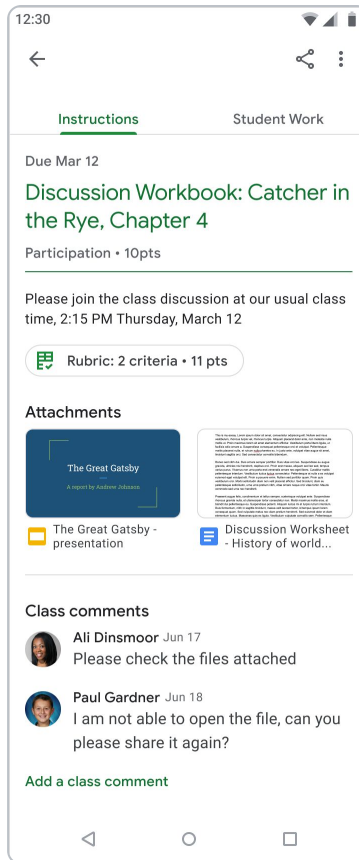 12:30
Instructions
Student Work
Due Mar 12
Discussion Workbook: Catcher in
the Rye, Chapter 4
Participation • 10pts
Please join the class discussion at our usual class
time, 2:15 PM Thursday, March 12
Rubric: 2 criteria • 11 pts
Attachments
The Great Gatsby
A report by Andrew Johnson
The Great Gatsby -
presentation
Discussion Worksheet
- History of world...
Class comments
Ali Dinsmoor Jun 17
Please check the files attached
Paul Gardner Jun 18
I am not able to open the file, can you
please share it again?
Add a class comment